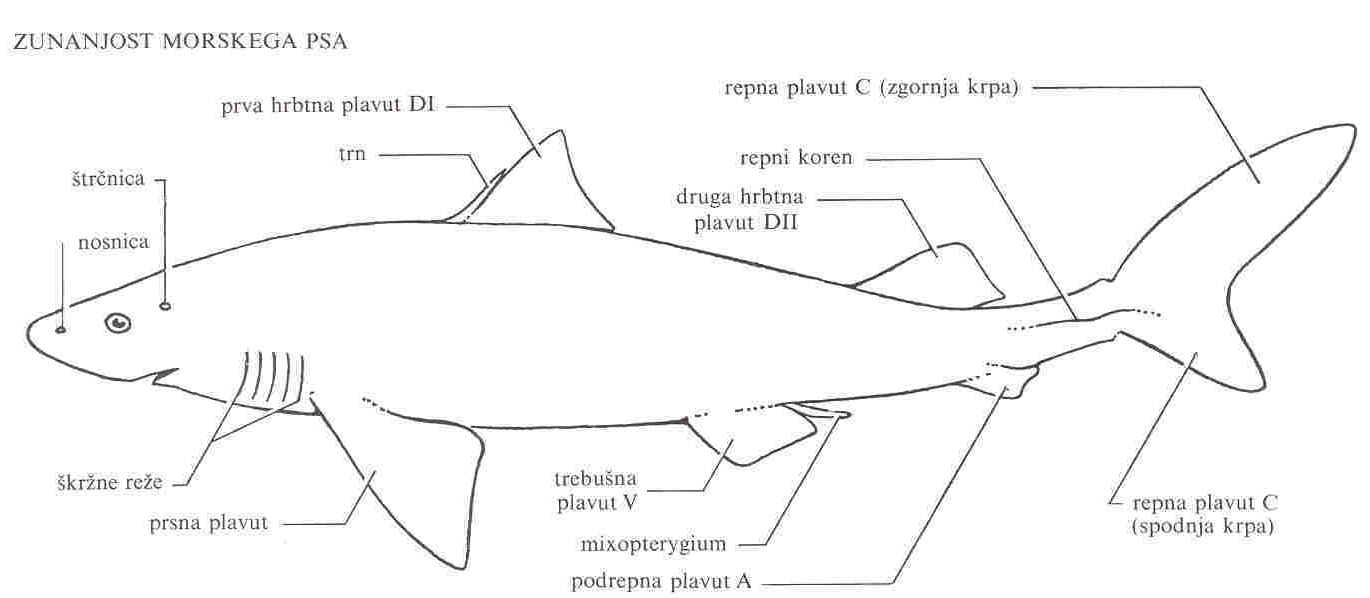 ZUNANJOST MORSKEGA PSA
prva hrbtna plavut DI
trn
štrčnica
nosnica
repna plavut C (zgornja krpa)
repni koren
druga hrbtna
plavut DII
škržne reže
prsna plavut
trebušna
plavut V
mixopterygium
podrepna plavut A
repna plavut C
(spodnja krpa)